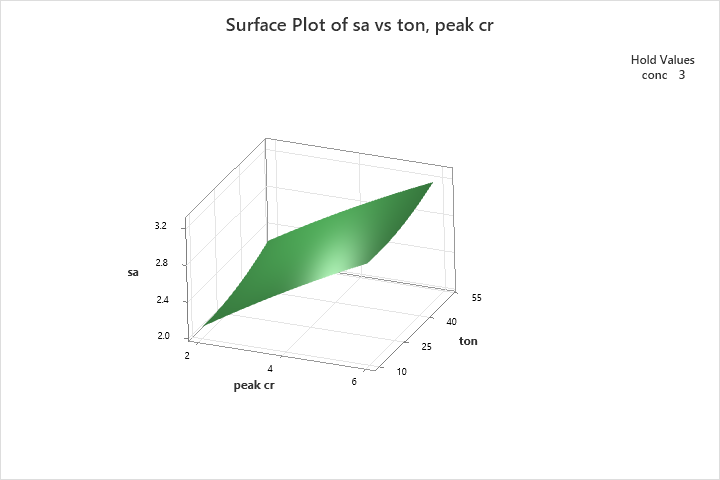 Surface Plot of sa vs ton, peak cr
Hold Values
conc 3
3.2
2.8
sa
2.4
2.0
2
4
6
peak cr
10
25
40
55
ton